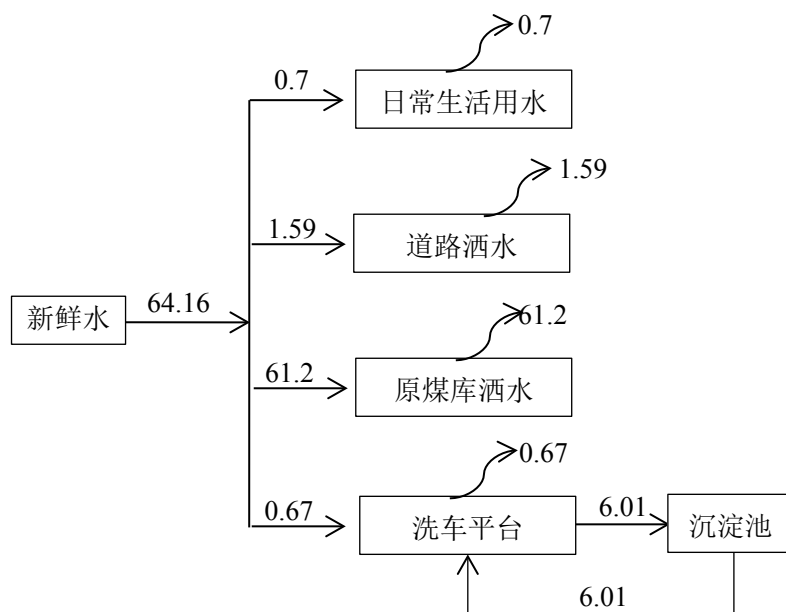 0.7
0.7
日常生活用水
1.59
1.59
道路洒水
64.16
新鲜水
61.2
61.2
原煤库洒水
0.67
0.67
洗车平台
6.01
沉淀池
6.01